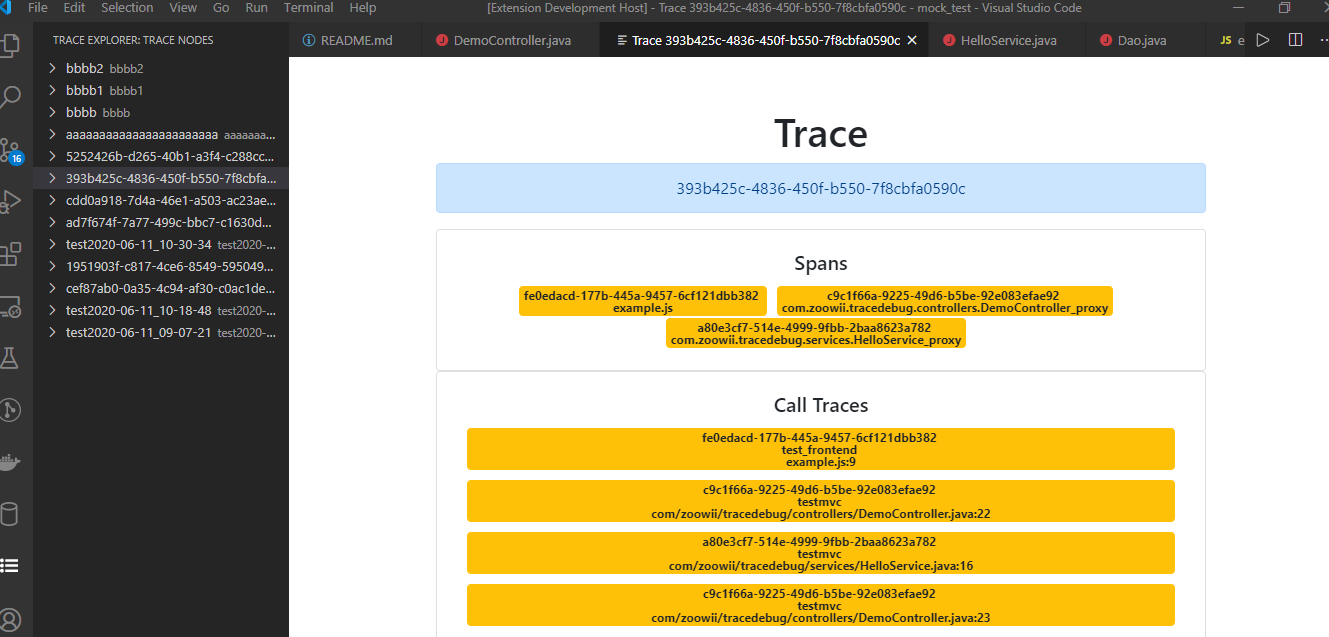 File Edit Selection View Go Run Terminal Help [Extension Development Host] - Trace 393b425c-4836-450f-b550-7f8cbfa0590c - mock_test - Visual Studio Code
TRACE EXPLORER: TRACE NODES
README.md DemoController.java Trace 393b425c-4836-450f-b550-7f8cbfa0590c HelloService.java Dao.java JS e
bbbb2 bbbb2
bbbb1 bbbb1
bbbb bbbb
aaaaaaaaaaaaaaaaaaaaaaa aaaaaaa...
5252426b-d265-40b1-a3f4-c288cc...
393b425c-4836-450f-b550-7f8cbfa...
cdd0a918-7d4a-46e1-a503-ac23ae...
ad7f674f-7a77-499c-bbc7-c1630d...
test2020-06-11_10-30-34 test2020-...
1951903f-c817-4ce6-8549-595049...
cef87ab0-0a35-4c94-af30-c0ac1de...
test2020-06-11_10-18-48 test2020-...
test2020-06-11_09-07-21 test2020-...
16
Trace
393b425c-4836-450f-b550-7f8cbfa0590c
Spans
fe0edacd-177b-445a-9457-6cf121dbb382
example.js
c9c1f66a-9225-49d6-b5be-92e083efae92
com.zoowii.tracedebug.controllers.DemoController_proxy
a80e3cf7-514e-4999-9fbb-2baa8623a782
com.zoowii.tracedebug.services.HelloService_proxy
Call Traces
fe0edacd-177b-445a-9457-6cf121dbb382
test_frontend
example.js:9
c9c1f66a-9225-49d6-b5be-92e083efae92
testmvc
com/zoowii/tracedebug/controllers/DemoController.java:22
a80e3cf7-514e-4999-9fbb-2baa8623a782
testmvc
com/zoowii/tracedebug/services/HelloService.java:16
c9c1f66a-9225-49d6-b5be-92e083efae92
testmvc
com/zoowii/tracedebug/controllers/DemoController.java:23